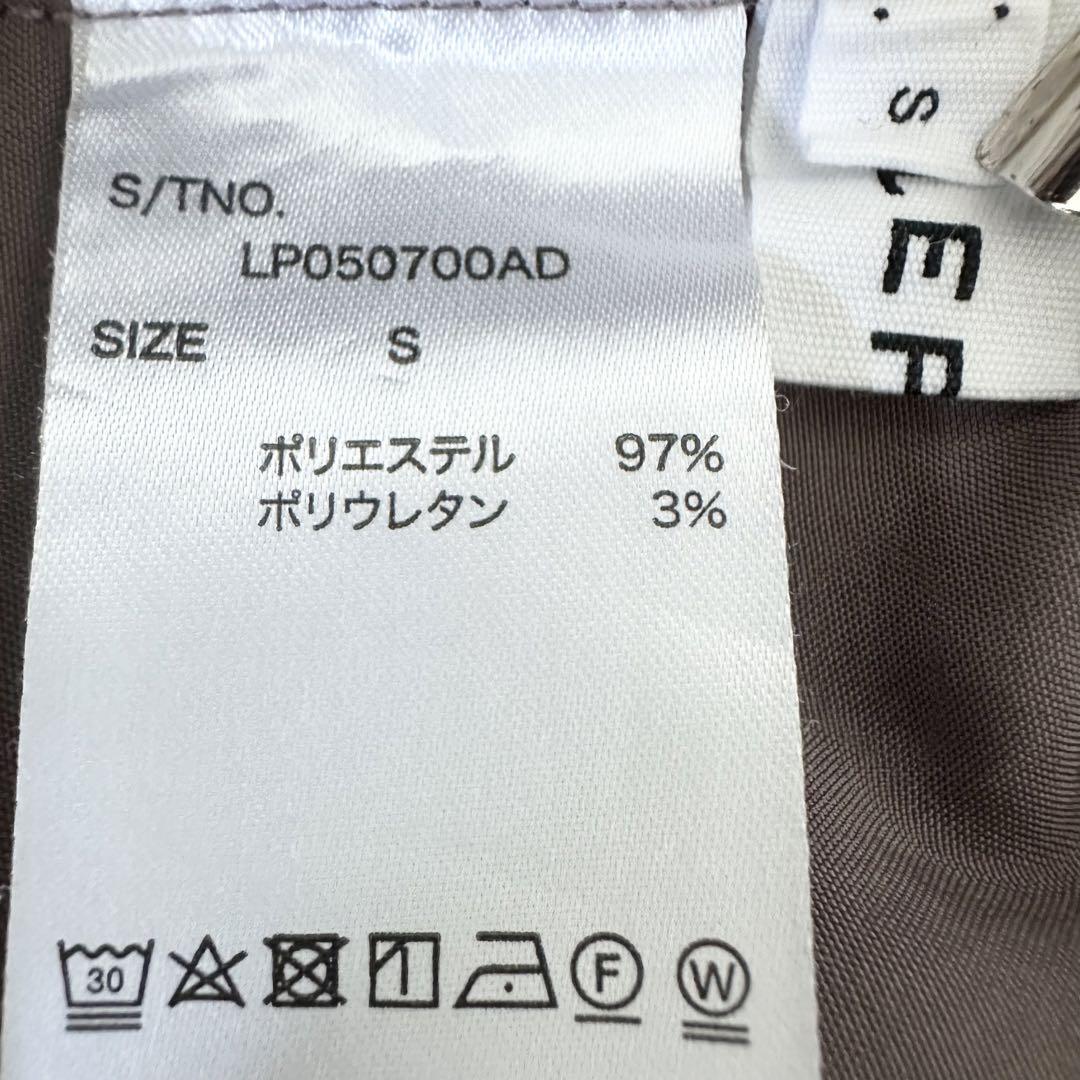 S/TNO.
LP050700AD
SIZE S
ポリエステル 97%
ポリウレタン 3%
30
F
W
S